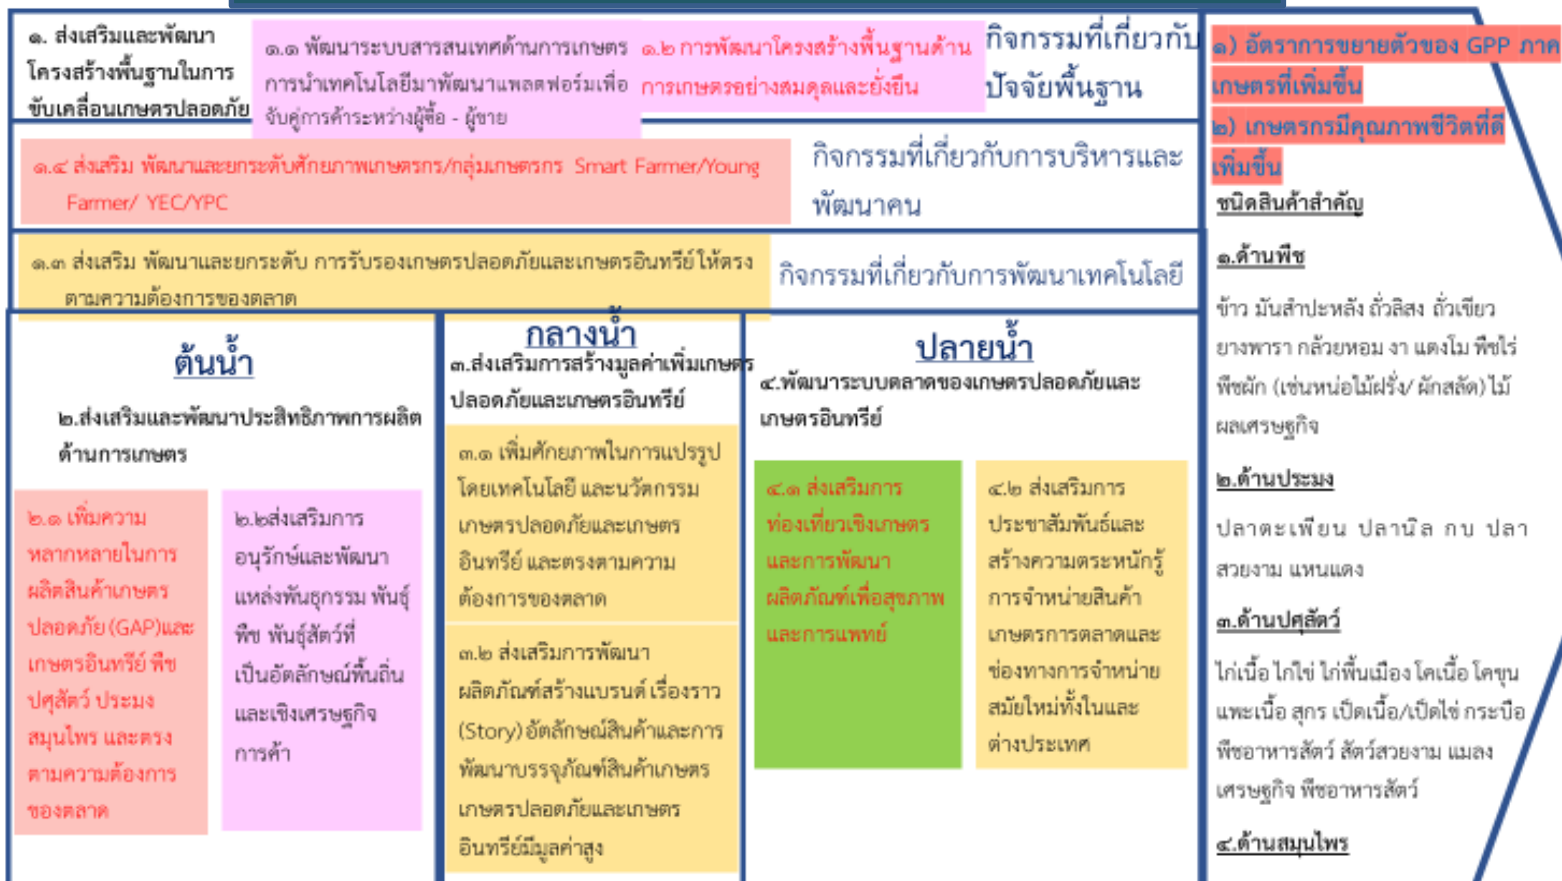 ๑. ส่งเสริมและพัฒนา
โครงสร้างพื้นฐานในการ
ขับเคลื่อนเกษตรปลอดภัย
๑.๑ พัฒนาระบบสารสนเทศด้านการเกษตร
การนำเทคโนโลยีมาพัฒนาแพลตฟอร์มเพื่อ
จับคู่การค้าระหว่างผู้ซื้อ - ผู้ขาย
๑.๒ การพัฒนาโครงสร้างพื้นฐานด้าน
การเกษตรอย่างสมดุลและยั่งยืน
กิจกรรมที่เกี่ยวกับ
ปัจจัยพื้นฐาน
๑.๔ ส่งเสริม พัฒนาและยกระดับศักยภาพเกษตรกร/กลุ่มเกษตรกร Smart Farmer/Young
Farmer/ YEC/YPC
กิจกรรมที่เกี่ยวกับการบริหารและ
พัฒนาคน
๑.๓ ส่งเสริม พัฒนาและยกระดับ การรับรองเกษตรปลอดภัยและเกษตรอินทรีย์ให้ตรง
ตามความต้องการของตลาด
กิจกรรมที่เกี่ยวกับการพัฒนาเทคโนโลยี
ต้นน้ำ
๒.ส่งเสริมและพัฒนาประสิทธิภาพการผลิต
ด้านการเกษตร
๒.๑ เพิ่มความ
หลากหลายในการ
ผลิตสินค้าเกษตร
ปลอดภัย (GAP)และ
เกษตรอินทรีย์ พืช
ปศุสัตว์ ประมง
สมุนไพร และตรง
ตามความต้องการ
ของตลาด
๒.๒ส่งเสริมการ
อนุรักษ์และพัฒนา
แหล่งพันธุกรรม พันธุ์
พืช พันธุ์สัตว์ที่
เป็นอัตลักษณ์พื้นถิ่น
และเชิงเศรษฐกิจ
การค้า
กลางน้ำ
๓.ส่งเสริมการสร้างมูลค่าเพิ่มเกษตร
ปลอดภัยและเกษตรอินทรีย์
๓.๑ เพิ่มศักยภาพในการแปรรูป
โดยเทคโนโลยี และนวัตกรรม
เกษตรปลอดภัยและเกษตร
อินทรีย์ และตรงตามความ
ต้องการของตลาด
๓.๒ ส่งเสริมการพัฒนา
ผลิตภัณฑ์สร้างแบรนด์ เรื่องราว
(Story) อัตลักษณ์สินค้าและการ
พัฒนาบรรจุภัณฑ์สินค้าเกษตร
เกษตรปลอดภัยและเกษตร
อินทรีย์มีมูลค่าสูง
ปลายน้ำ
๔.พัฒนาระบบตลาดของเกษตรปลอดภัยและ
เกษตรอินทรีย์
๔.๑ ส่งเสริมการ
ท่องเที่ยวเชิงเกษตร
และการพัฒนา
ผลิตภัณฑ์เพื่อสุขภาพ
และการแพทย์
๔.๒ ส่งเสริมการ
ประชาสัมพันธ์และ
สร้างความตระหนักรู้
การจำหน่ายสินค้า
เกษตรการตลาดและ
ช่องทางการจำหน่าย
สมัยใหม่ทั้งในและ
ต่างประเทศ
๑) อัตราการขยายตัวของ GPP ภาค
เกษตรที่เพิ่มขึ้น
๒) เกษตรกรมีคุณภาพชีวิตที่ดี
เพิ่มขึ้น
ชนิดสินค้าสำคัญ
๑.ด้านพืช
ข้าว มันสำปะหลัง ถั่วลิสง ถั่วเขียว
ยางพารา กล้วยหอม งา แตงโม พืชไร่
พืชผัก (เช่นหน่อไม้ฝรั่ง/ ผักสลัด) ไม้
ผลเศรษฐกิจ
๒.ด้านประมง
ปลาตะเพียน ปลานิล กบ ปลา
สวยงาม แหนแดง
๓.ด้านปศุสัตว์
ไก่เนื้อ ไก่ไข่ ไก่พื้นเมือง โคเนื้อ โคขุน
แพะเนื้อ สุกร เป็ดเนื้อ/เป็ดไข่ กระบือ
พืชอาหารสัตว์ สัตว์สวยงาม แมลง
เศรษฐกิจ พืชอาหารสัตว์
๔.ด้านสมุนไพร